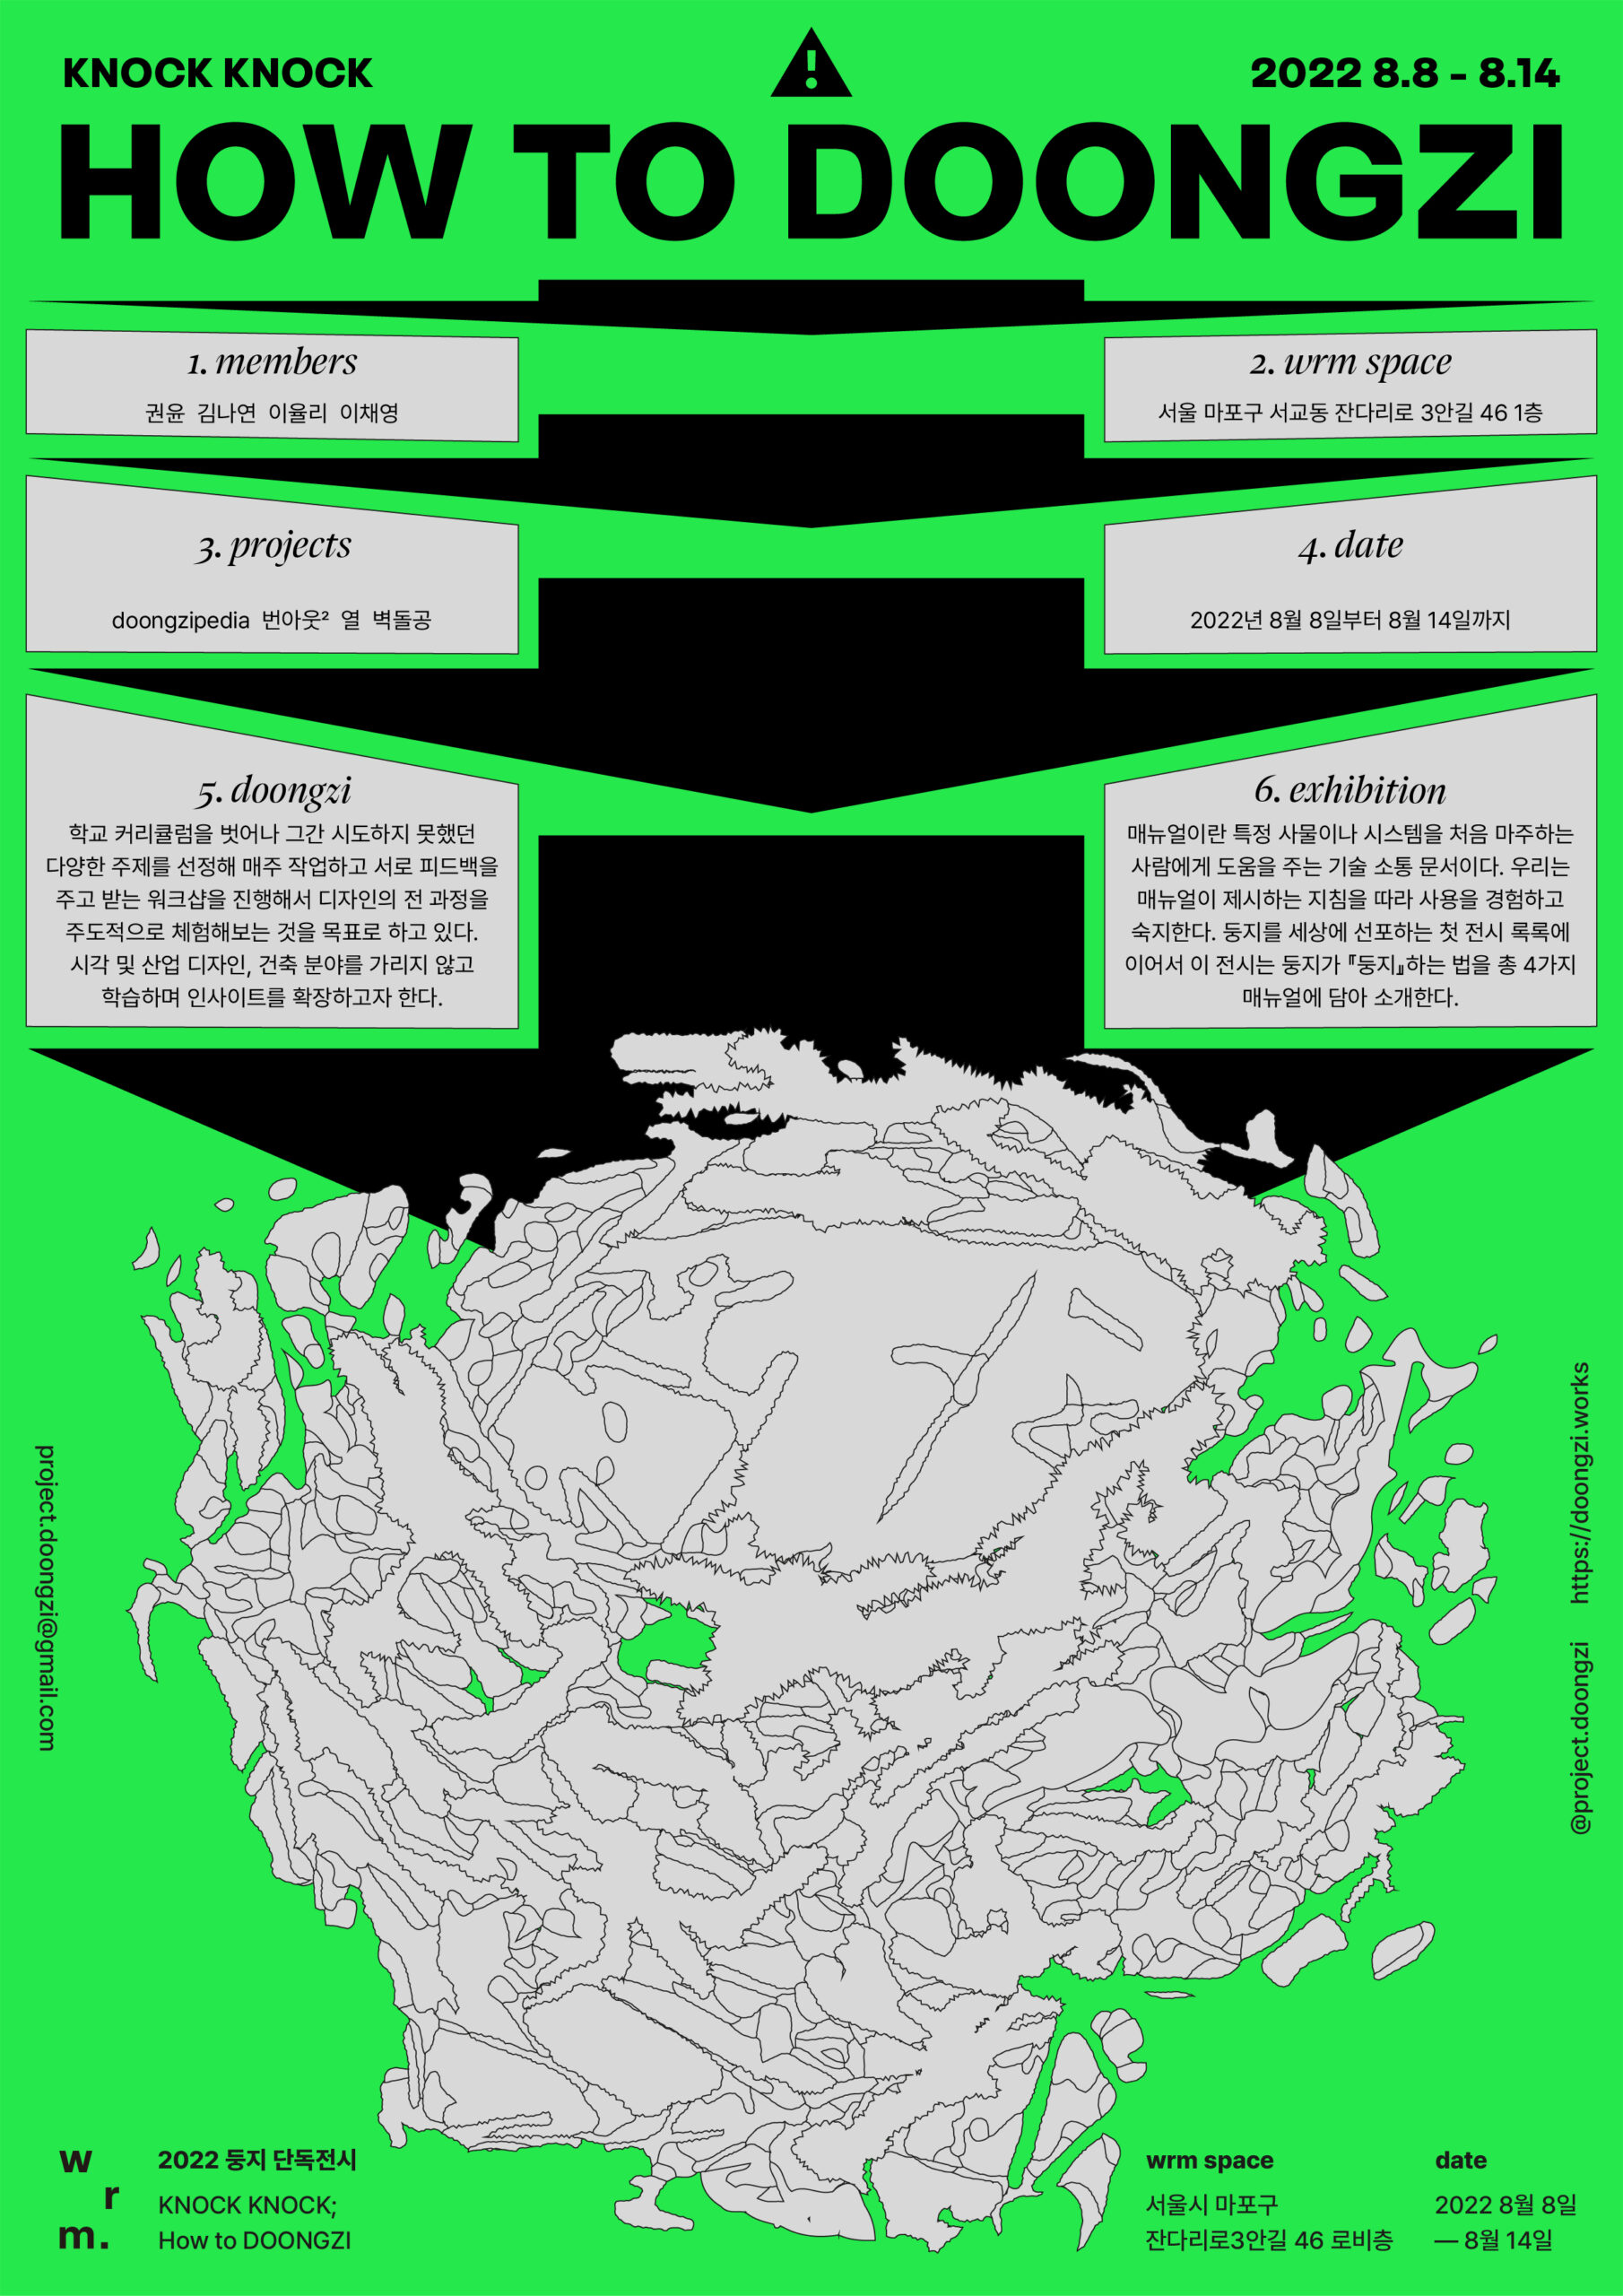 KNOCK KNOCK
2022 8.8 - 8.14
HOW TO DOONGZI
1. members
권윤 김나연 이율리 이채영
2. wrm space
서울 마포구 서교동 잔다리로 3안길 46 1층
3. projects
doongzipedia 번아웃² 열 벽돌공
4. date
2022년 8월 8일부터 8월 14일까지
5. doongzi
학교 커리큘럼을 벗어나 그간 시도하지 못했던
다양한 주제를 선정해 매주 작업하고 서로 피드백을
주고 받는 워크샵을 진행해서 디자인의 전 과정을
주도적으로 체험해보는 것을 목표로 하고 있다.
시각 및 산업 디자인, 건축 분야를 가리지 않고
학습하며 인사이트를 확장하고자 한다.
6. exhibition
매뉴얼이란 특정 사물이나 시스템을 처음 마주하는
사람에게 도움을 주는 기술 소통 문서이다. 우리는
매뉴얼이 제시하는 지침을 따라 사용을 경험하고
숙지한다. 둥지를 세상에 선포하는 첫 전시 록록에
이어서 이 전시는 둥지가 『둥지』하는 법을 총 4가지
매뉴얼에 담아 소개한다.
project.doongzi@gmail.com
@project.doongzi https://doongzi.works
w
r
m.
2022 둥지 단독전시
KNOCK KNOCK;
How to DOONGZI
wrm space
서울시 마포구
잔다리로3안길 46 로비층
date
2022 8월 8일
— 8월 14일